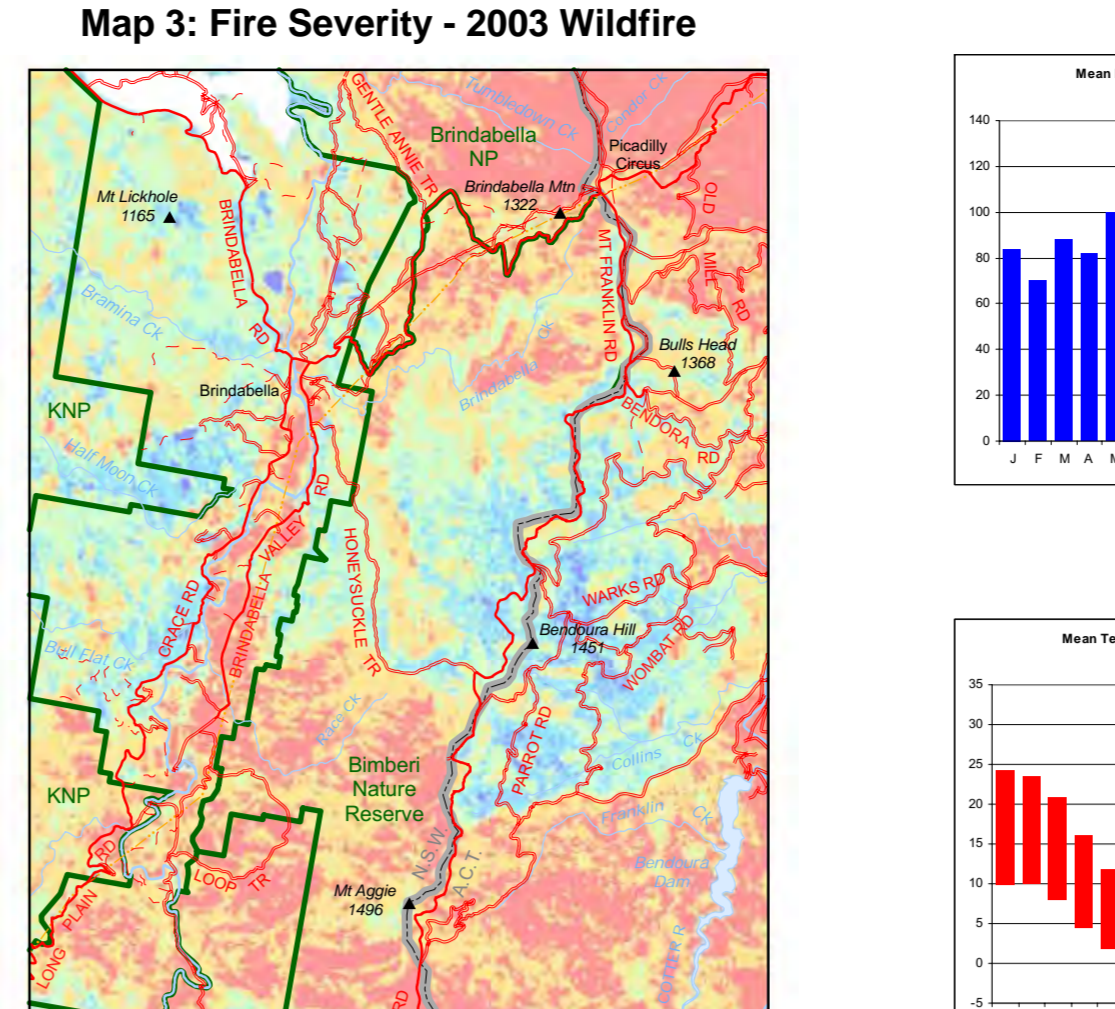 Map 3: Fire Severity - 2003 Wildfire
GENTLE ANNIE TR
Tumbledown Ck
Condor Ck
Brindabella
NP
Picadilly
Circus
Mt Lickhole
1165
Brindabella Mtn
1322
OLD
MILL
RD
BRINDABELLA
RD
MT FRANKLIN RD
Bramina Ck
Bulls Head
1368
Brindabella
Brindabella Ck
KNP
BENDORA
RD
Half Moon Ck
RD
VALLEY
BRINDABELLA
HONEYSUCKLE TR
CRACE RD
WARKS RD
Bendoura Hill
1451
WOMBAT RD
Bull Flat Ck
Race Ck
PARROT RD
Collins Ck
Bimberi
Nature
Reserve
KNP
Franklin Ck
N.S.W.
A.C.T.
Bendoura
Dam
LOOP TR
Mt Aggie
1496
LONG PLAIN RD
COTTER R
RD
Mean
140
120
100
80
60
40
20
0
J F M A M
Mean Te
35
30
25
20
15
10
5
0
-5